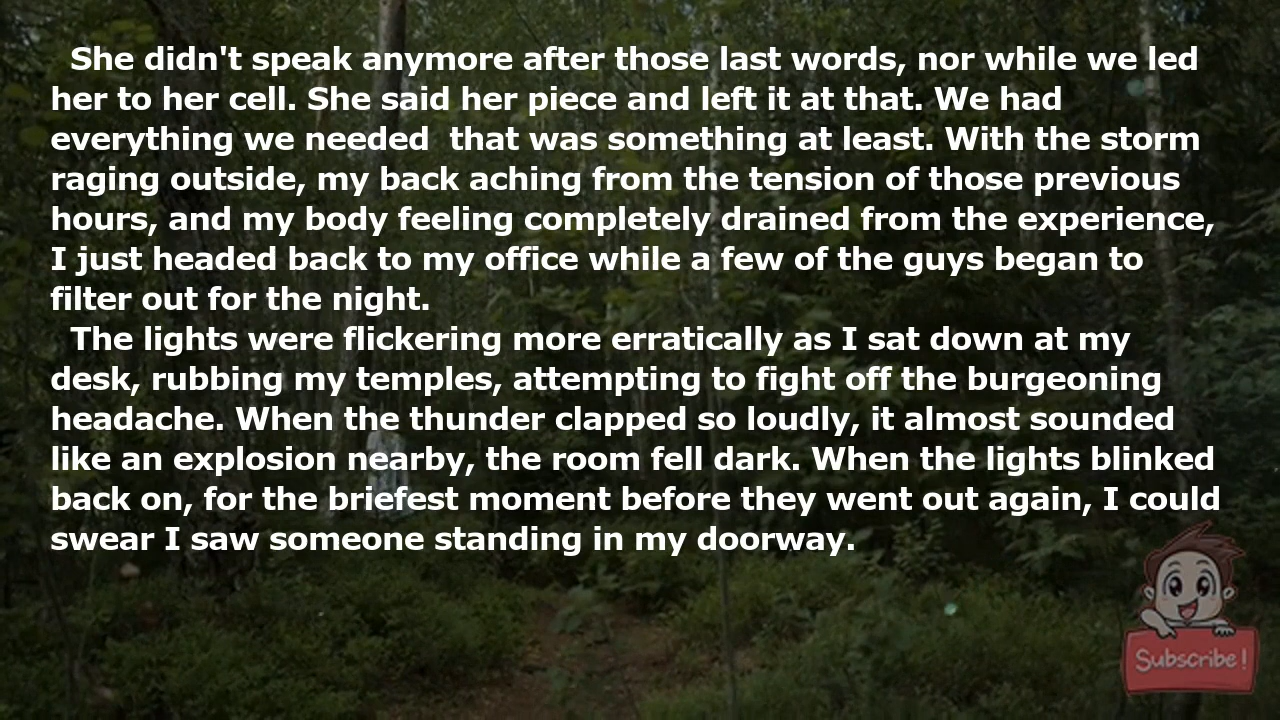 She didn't speak anymore after those last words, nor while we led
her to her cell. She said her piece and left it at that. We had
everything we needed  that was something at least. With the storm
raging outside, my back aching from the tension of those previous
hours, and my body feeling completely drained from the experience,
I just headed back to my office while a few of the guys began to
filter out for the night.
The lights were flickering more erratically as I sat down at my
desk, rubbing my temples, attempting to fight off the burgeoning
headache. When the thunder clapped so loudly, it almost sounded
like an explosion nearby, the room fell dark. When the lights blinked
back on, for the briefest moment before they went out again, I could
swear I saw someone standing in my doorway.
Subscribe!